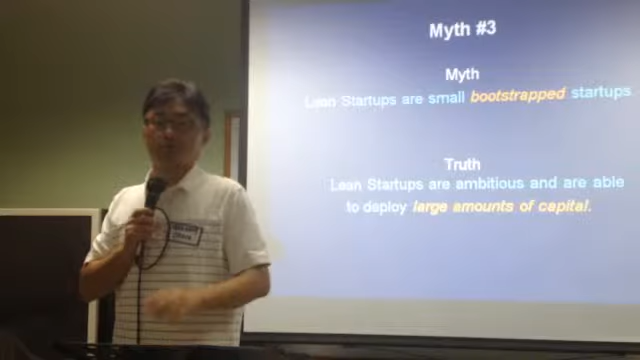 Myth #3
Myth
Lean Startups are small bootstrapped startups
Truth
Lean Startups are ambitious and are able
to deploy large amounts of capital.